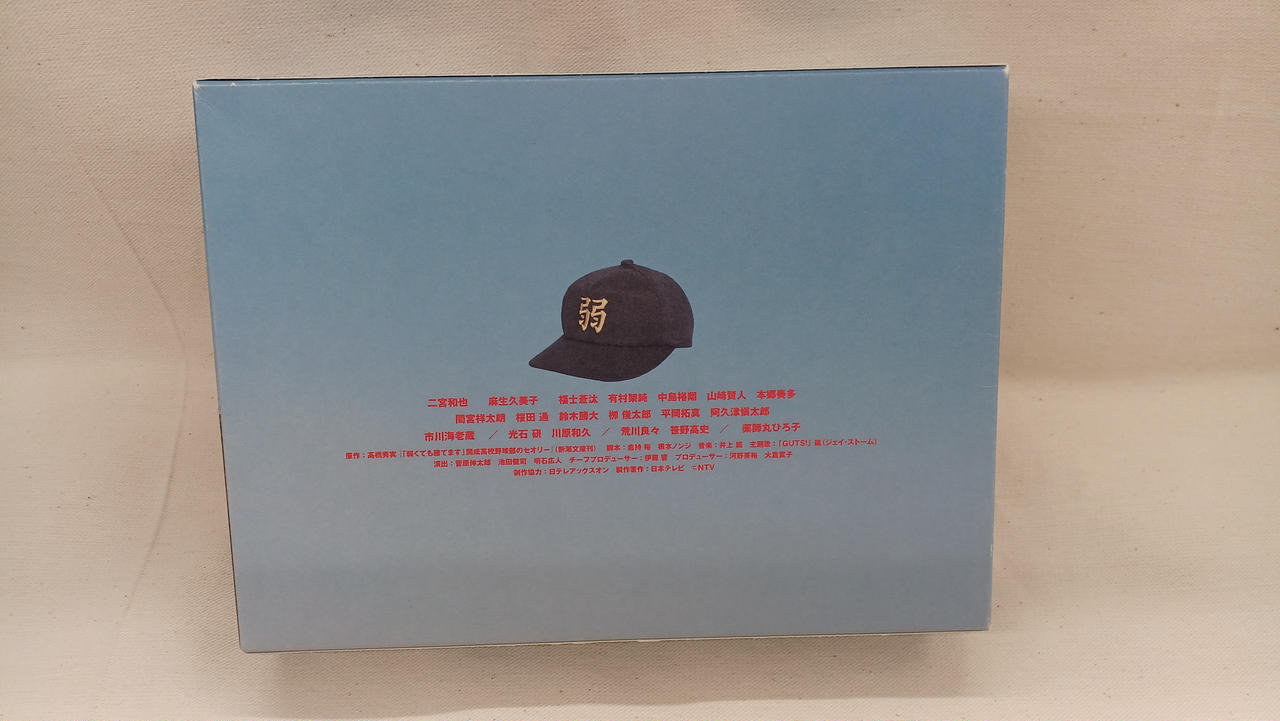 弱
二宮和也　麻生久美子　福士蒼汰　有村架純　中島裕翔　山﨑賢人　本郷奏多
間宮祥太朗　桜田 通　鈴木勝大　栁 俊太郎　平岡拓真　阿久津愼太郎
市川海老蔵　／　光石 研　川原和久　／　荒川良々　笹野高史　／　薬師丸ひろ子
原作：高橋秀実『「弱くても勝てます」開成高校野球部のセオリー』（新潮文庫刊）　脚本：倉持 裕　根本ノンジ　音楽：井上 鑑　主題歌：「GUTS!」嵐（ジェイ・ストーム）
演出：菅原伸太郎　池田健司　明石広人　チーフプロデューサー：伊藤 響　プロデューサー：河野英裕　大倉寛子
制作協力：日テレアックスオン　製作著作：日本テレビ　©NTV